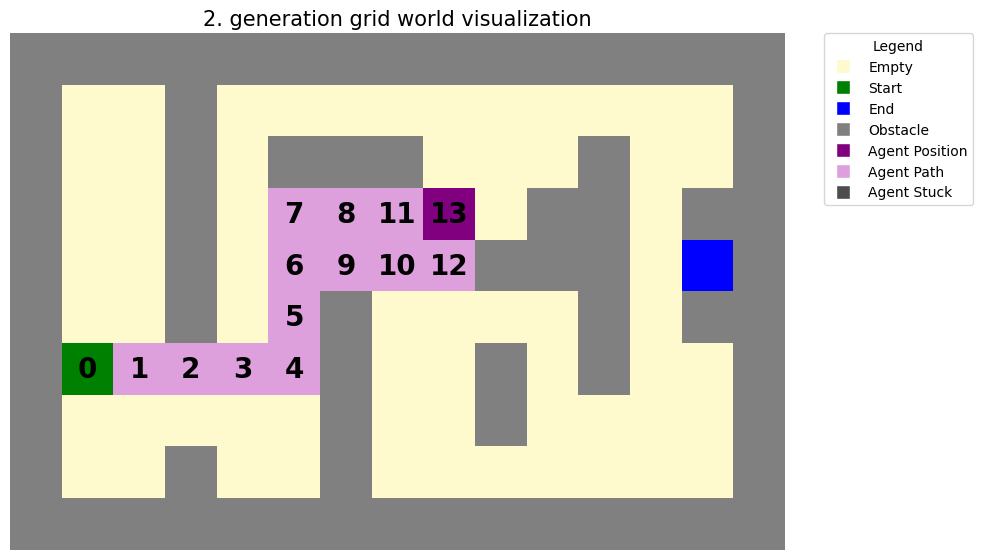 2. generation grid world visualization
Legend
Empty
Start
End
Obstacle
Agent Position
Agent Path
Agent Stuck
7 8 11 13
6 9 10 12
5
0 1 2 3 4